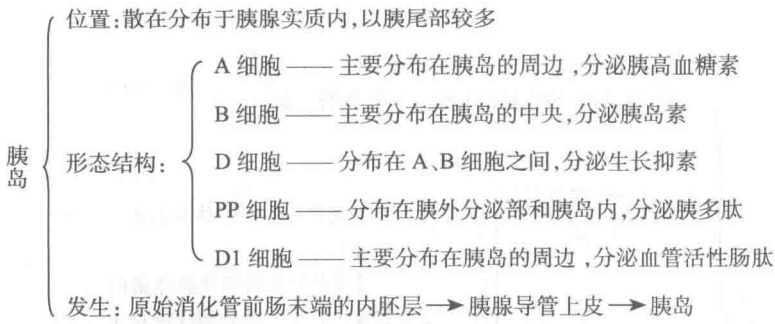 胰岛
位置:散在分布于胰腺实质内,以胰尾部较多
形态结构:
A 细胞 —— 主要分布在胰岛的周边,分泌胰高血糖素
B 细胞 —— 主要分布在胰岛的中央,分泌胰岛素
D 细胞 —— 分布在 A、B 细胞之间,分泌生长抑素
PP 细胞 —— 分布在胰外分泌部和胰岛内,分泌胰多肽
D1 细胞 —— 主要分布在胰岛的周边,分泌血管活性肠肽
发生:原始消化管前肠末端的内胚层→胰腺导管上皮→胰岛